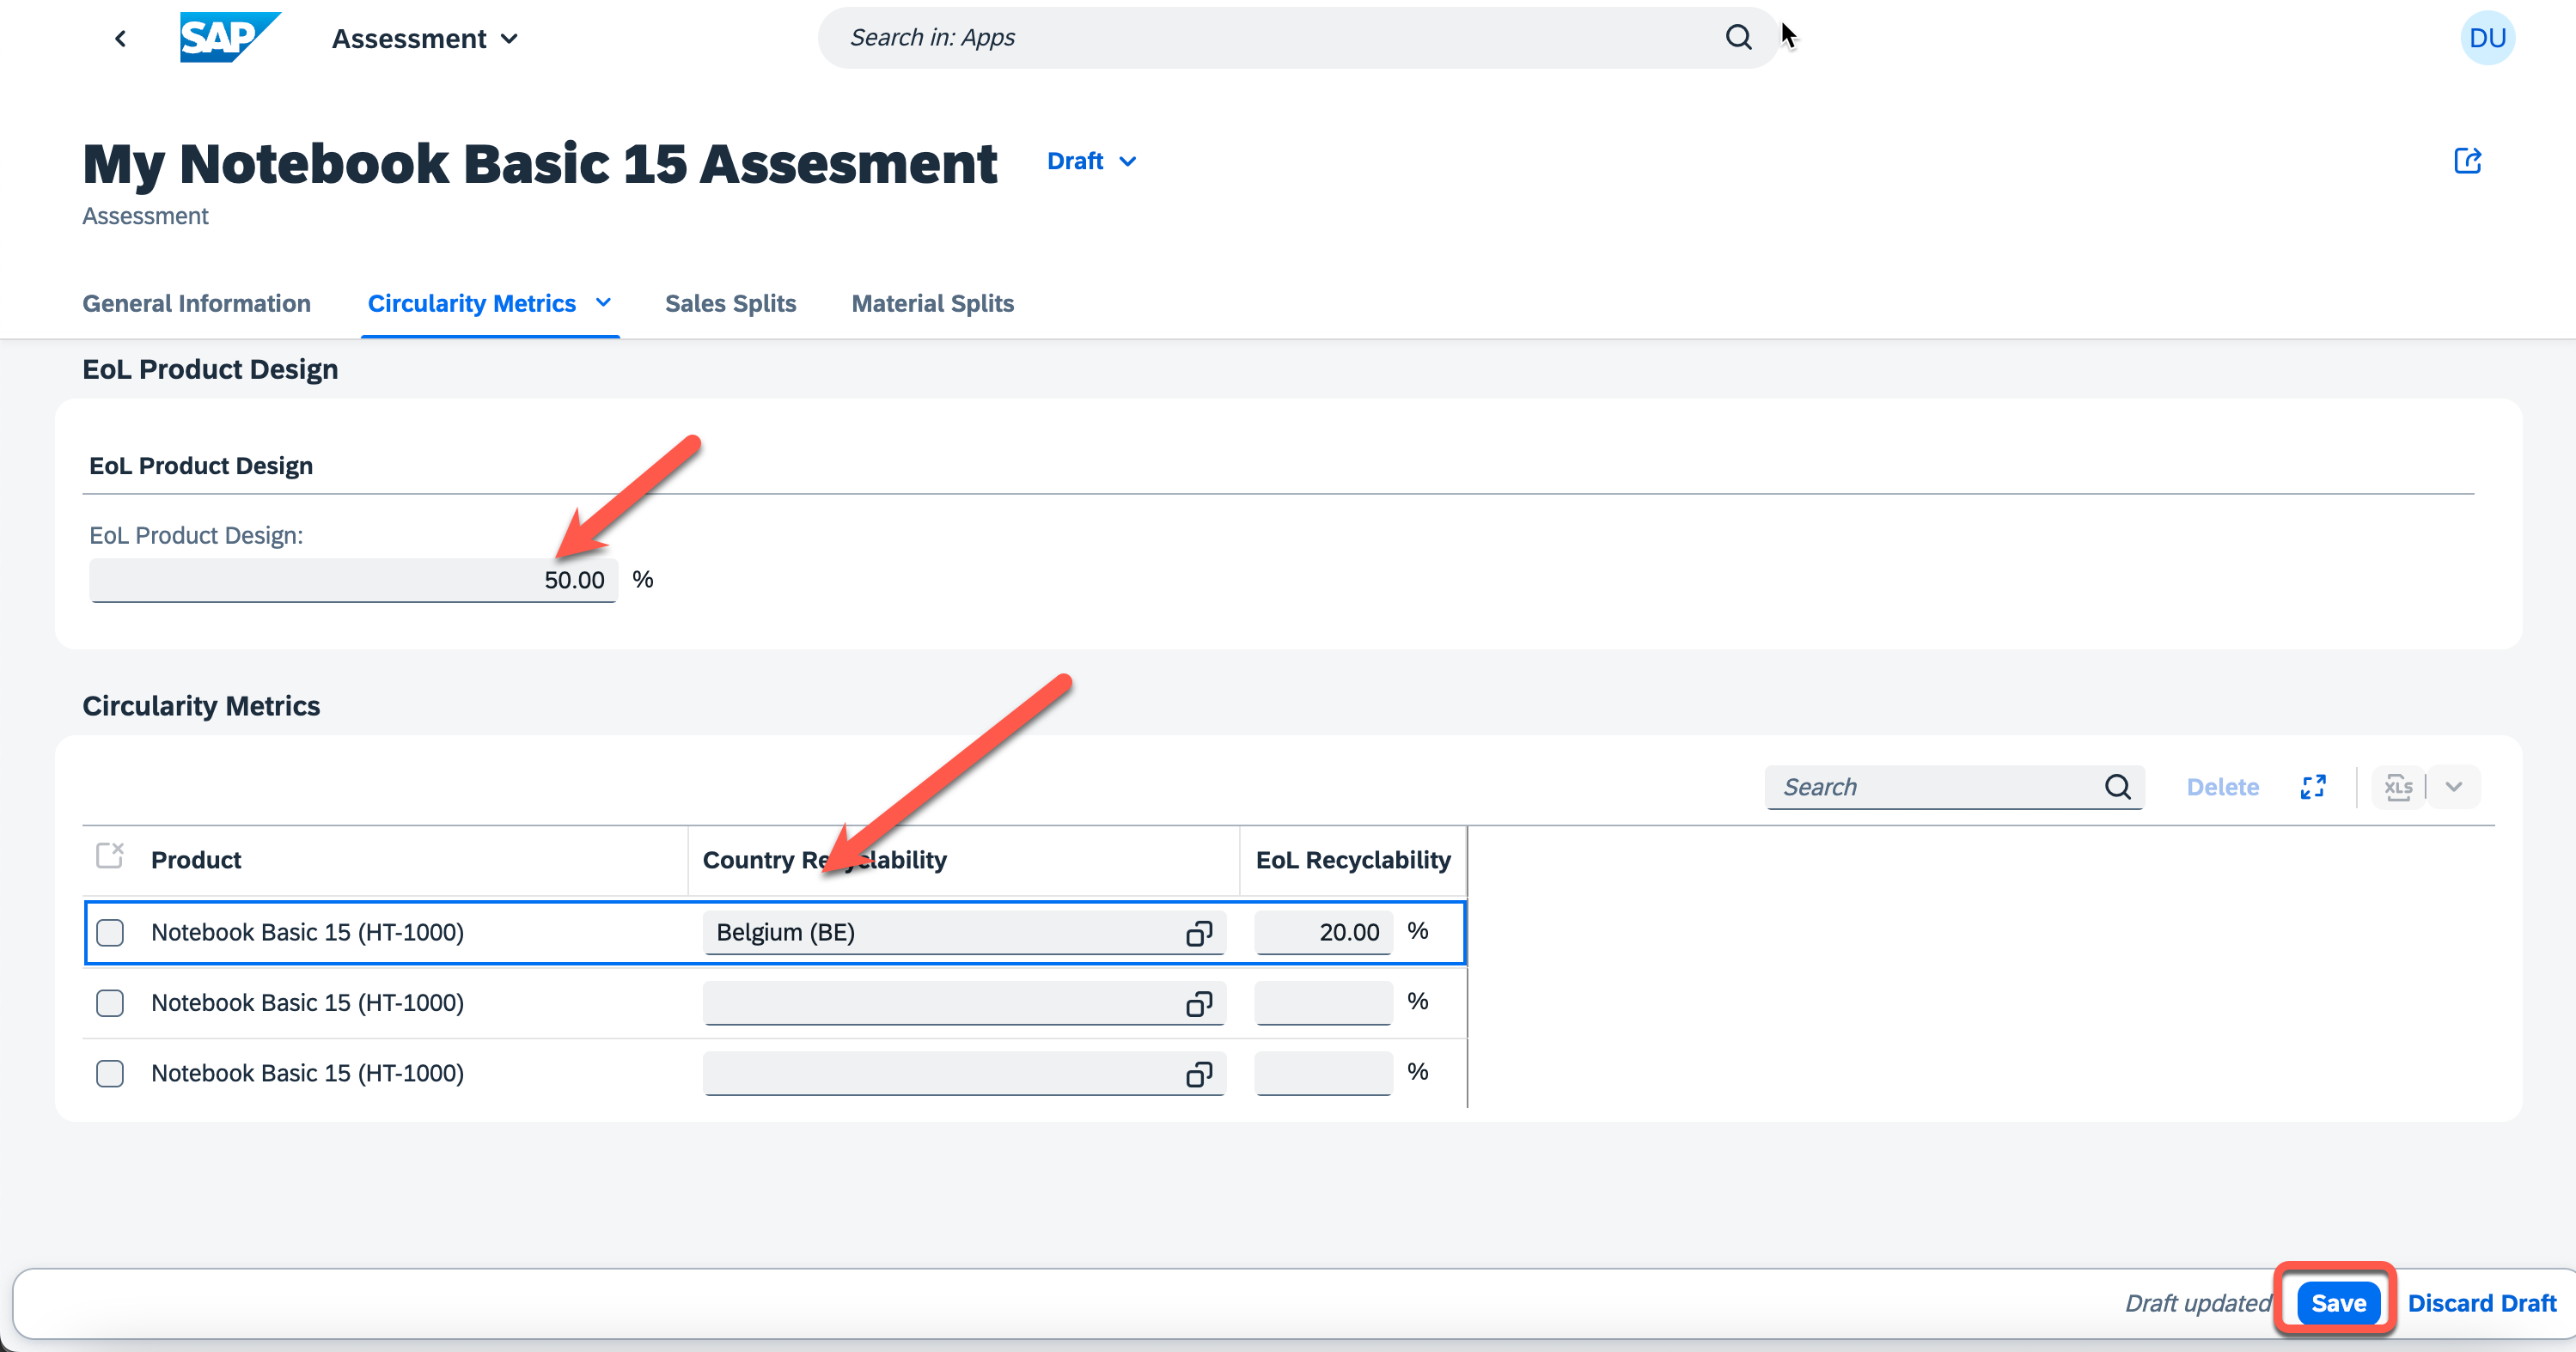 SAP Assessment Search in: Apps DU
My Notebook Basic 15 Assesment Draft
Assessment
General Information Circularity Metrics Sales Splits Material Splits
EoL Product Design
EoL Product Design
EoL Product Design:
50.00 %
Circularity Metrics
Search Delete XLS
Product Country Recyclability EoL Recyclability
Notebook Basic 15 (HT-1000) Belgium (BE) 20.00 %
Notebook Basic 15 (HT-1000) %
Notebook Basic 15 (HT-1000) %
Draft updated Save Discard Draft